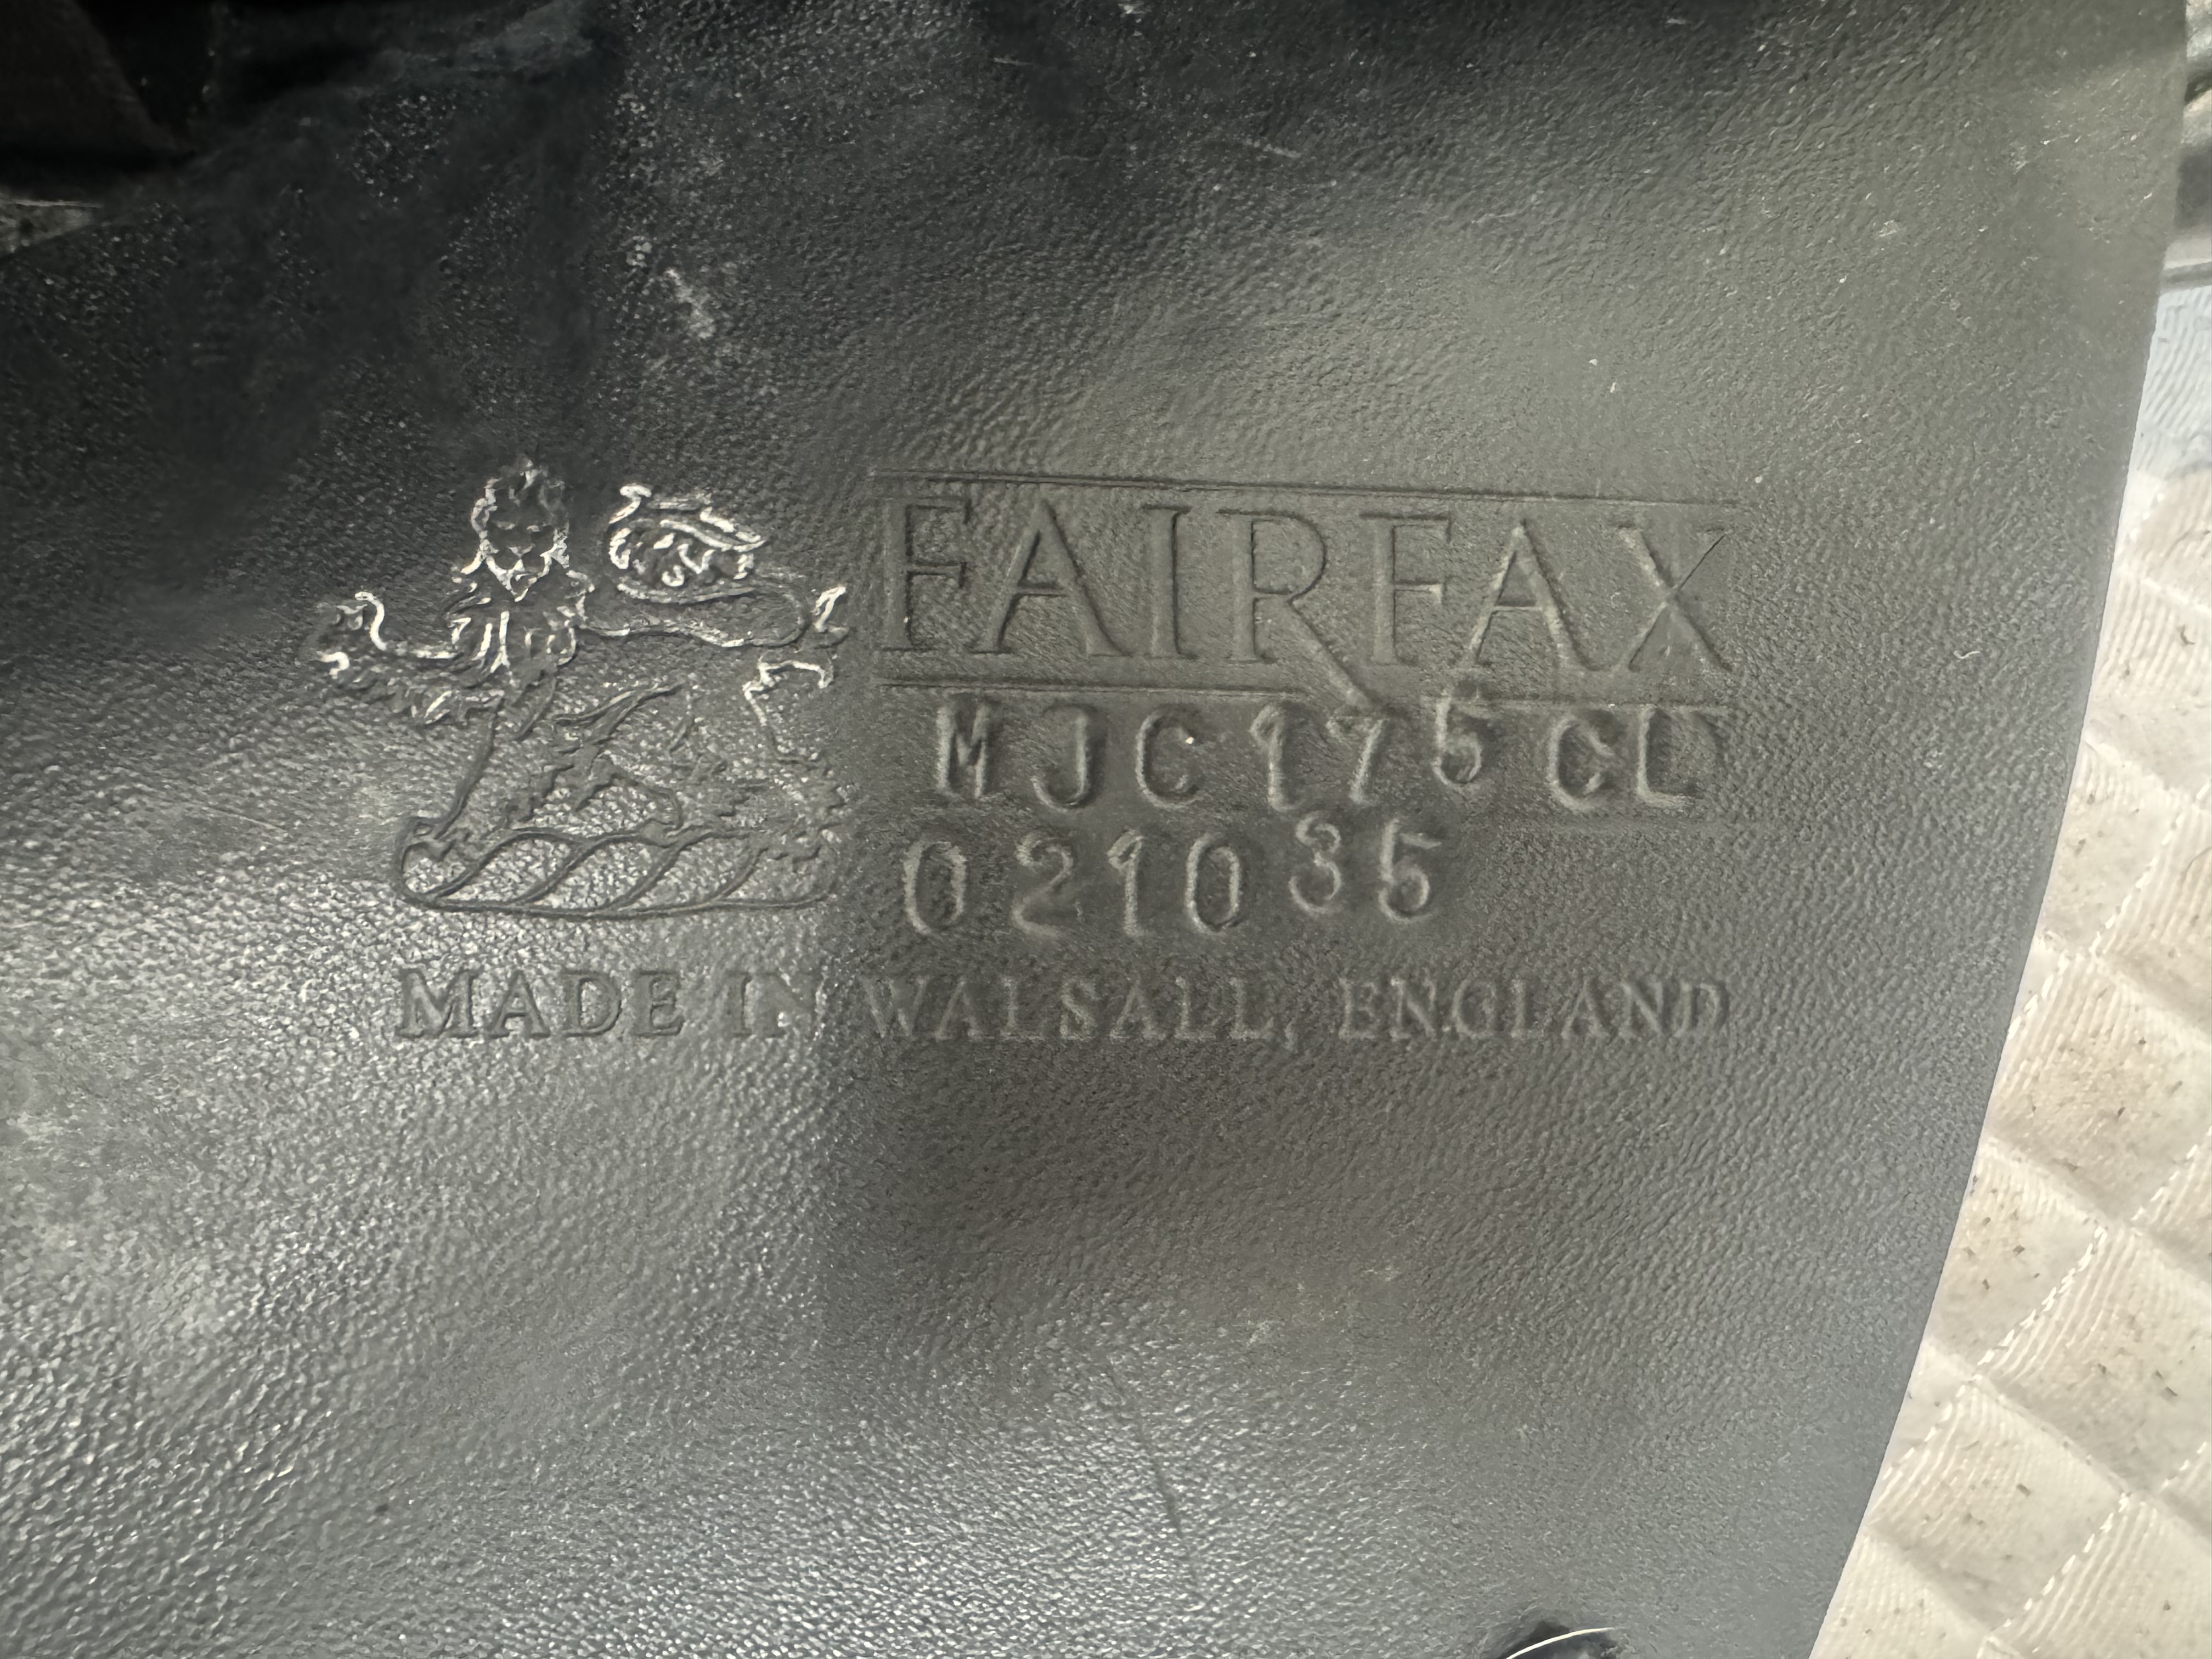 FAIRFAX
MJC175CL
021035
MADE IN WALSALL, ENGLAND